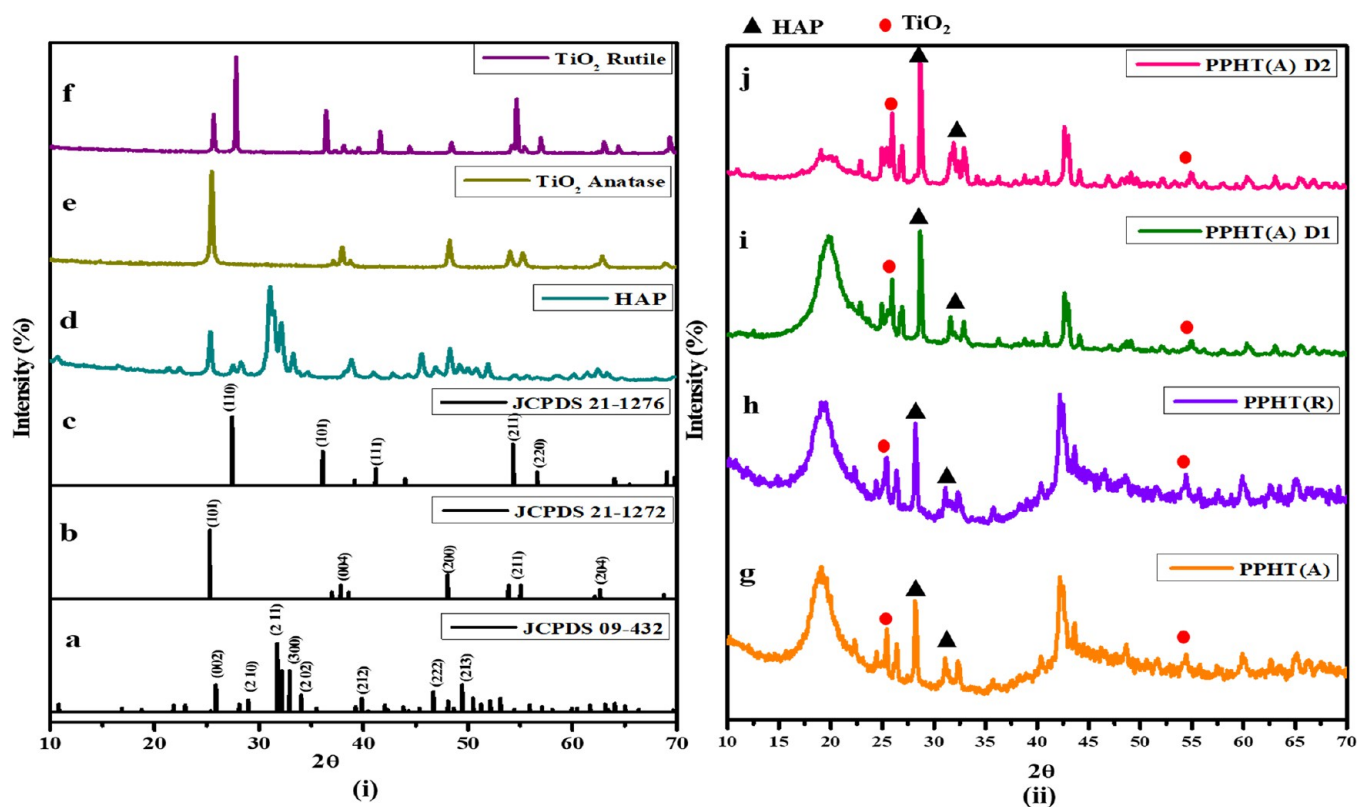 HAP
TiO₂
f
TiO₂ Rutile
e
TiO₂ Anatase
d
HAP
c
JCPDS 21-1276
(110)
(101)
(111)
(211)
(220)
b
JCPDS 21-1272
(101)
(004)
(200)
(211)
(204)
a
JCPDS 09-432
(002)
(2 10)
(2 11)
(300)
(2 02)
(212)
(222)
(213)
Intensity (%)
10 20 30 40 50 60 70
2θ
(i)
j
PPHT(A) D2
i
PPHT(A) D1
h
PPHT(R)
g
PPHT(A)
Intensity (%)
10 15 20 25 30 35 40 45 50 55 60 65 70
2θ
(ii)